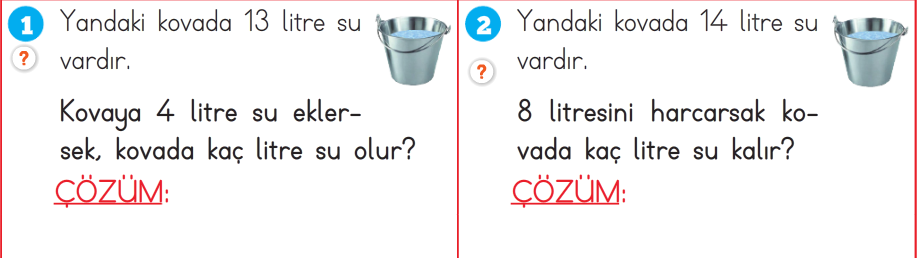 1 Yandaki kovada 13 litre su
? vardır.
Kovaya 4 litre su ekler-
sek, kovada kaç litre su olur?
ÇÖZÜM:
2 Yandaki kovada 14 litre su
? vardır.
8 litresini harcarsak ko-
vada kaç litre su kalır?
ÇÖZÜM: